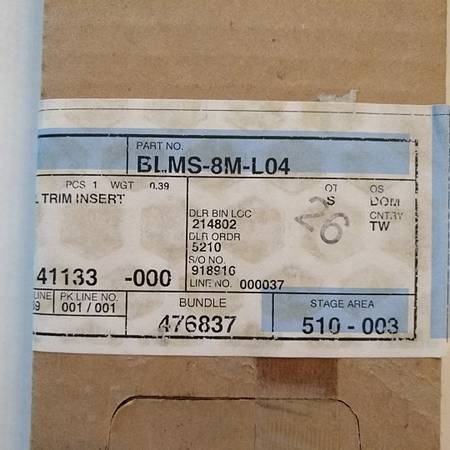 PART NO.
BLMS-8M-L04
PCS 1 WGT 0.39
L TRIM INSERT
OT
S
OS
DOM
CNTRY
TW
26
DLR BIN LOC
214802
DLR ORDR
5210
S/O NO.
918916
LINE NO. 000037
41133 -000
LINE
69
PK LINE NO.
001 / 001
BUNDLE
476837
STAGE AREA
510 - 003